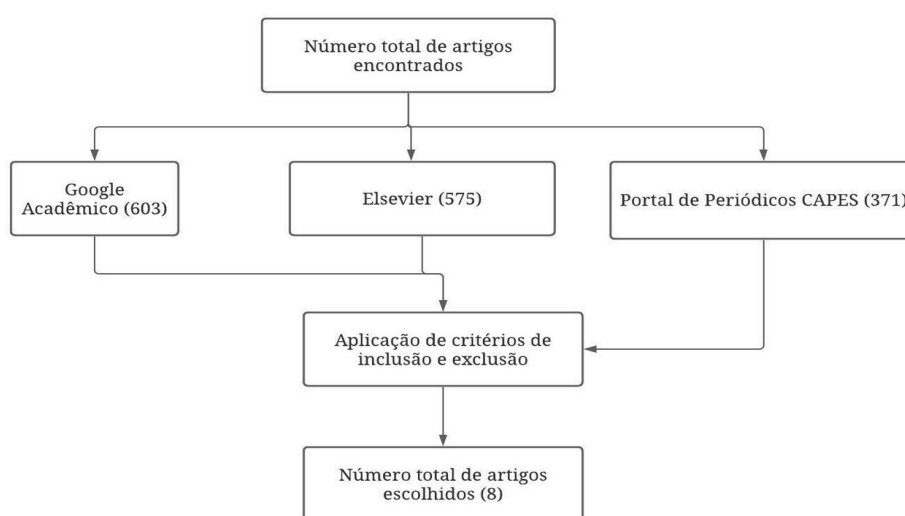 Número total de artigos
encontrados
Google
Acadêmico (603)
Elsevier (575)
Portal de Periódicos CAPES (371)
Aplicação de critérios de
inclusão e exclusão
Número total de artigos
escolhidos (8)